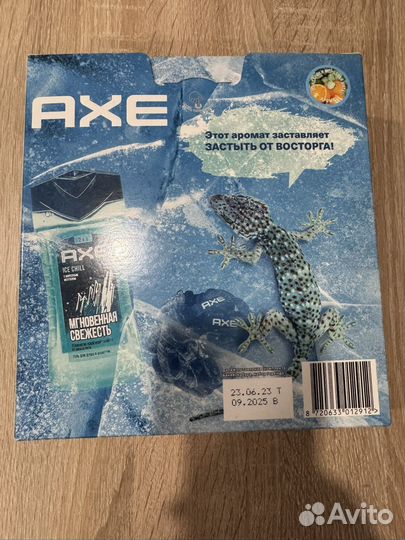 AXE
Этот аромат заставляет
ЗАСТЫТЬ ОТ ВОСТОРГА!
AXE
ICE CHILL
МГНОВЕННАЯ
СВЕЖЕСТЬ
AXE
AXE
23.06.23 T
09.2025 B
8 720633 012912
Avito